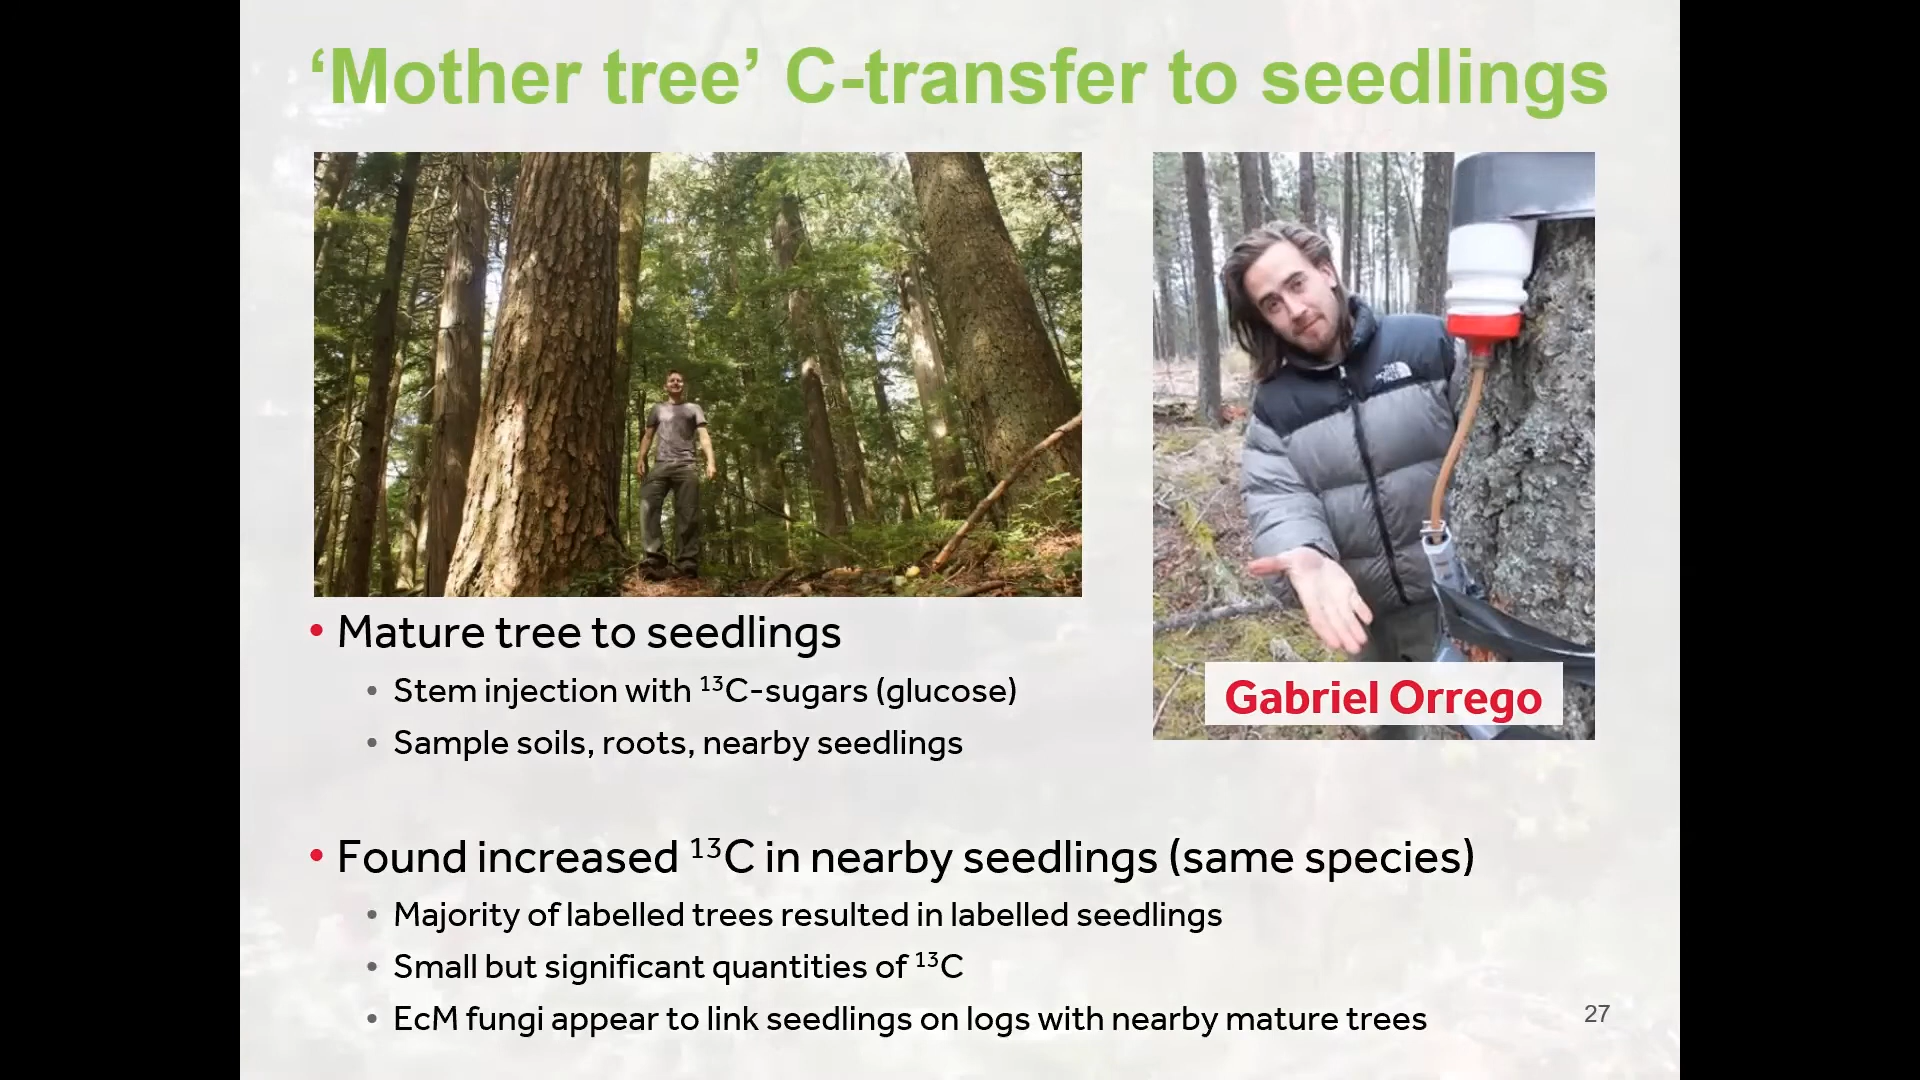 ‘Mother tree’ C-transfer to seedlings
THE NORTH FACE
Gabriel Orrego
• Mature tree to seedlings
• Stem injection with ¹³C-sugars (glucose)
• Sample soils, roots, nearby seedlings
• Found increased ¹³C in nearby seedlings (same species)
• Majority of labelled trees resulted in labelled seedlings
• Small but significant quantities of ¹³C
• EcM fungi appear to link seedlings on logs with nearby mature trees
27